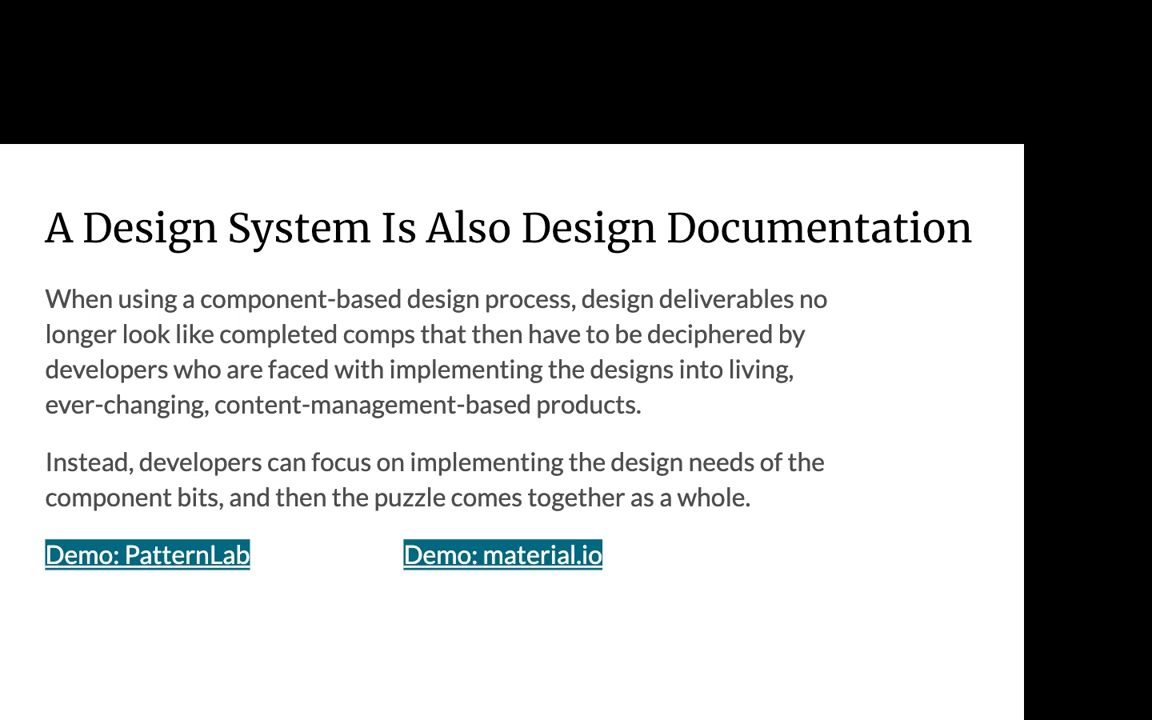 A Design System Is Also Design Documentation
When using a component-based design process, design deliverables no
longer look like completed comps that then have to be deciphered by
developers who are faced with implementing the designs into living,
ever-changing, content-management-based products.
Instead, developers can focus on implementing the design needs of the
component bits, and then the puzzle comes together as a whole.
Demo: PatternLab Demo: material.io